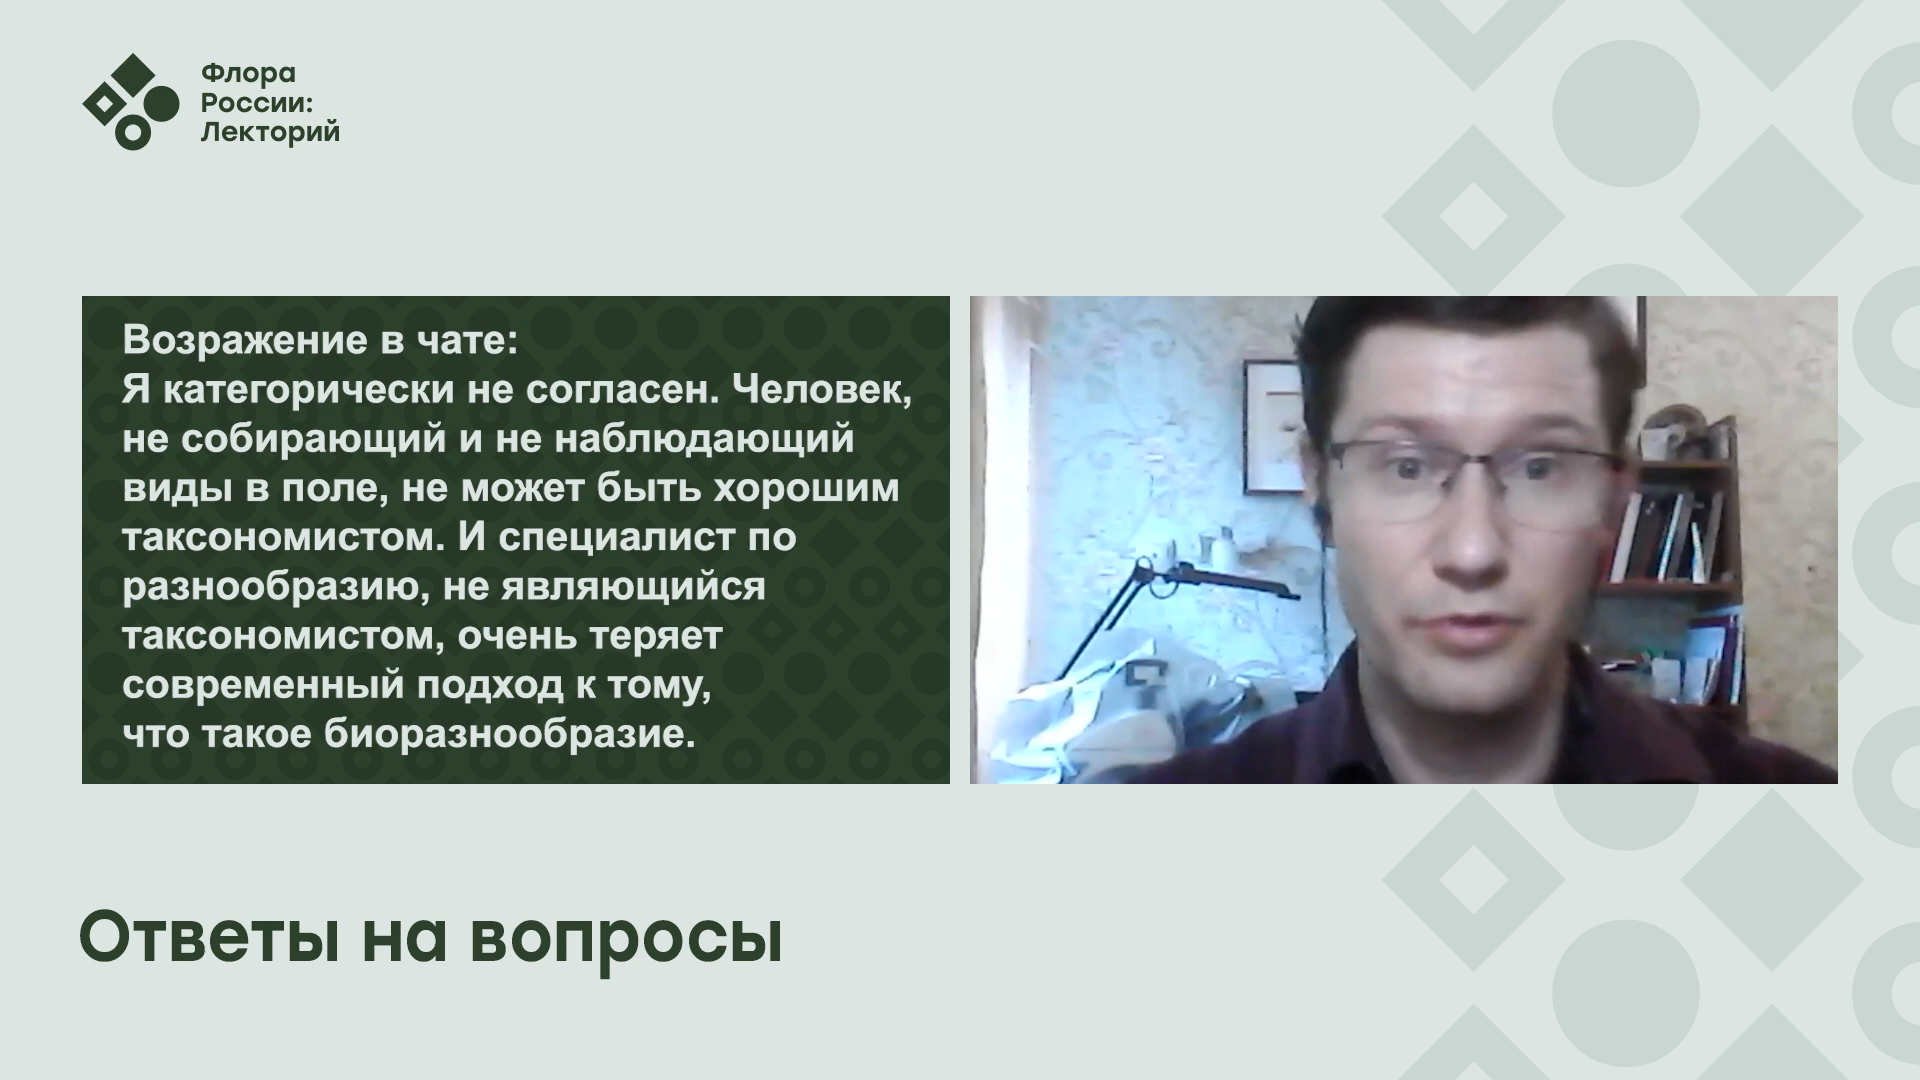 Флора
России:
Лекторий
Возражение в чате:
Я категорически не согласен. Человек,
не собирающий и не наблюдающий
виды в поле, не может быть хорошим
таксономистом. И специалист по
разнообразию, не являющийся
таксономистом, очень теряет
современный подход к тому,
что такое биоразнообразие.
Ответы на вопросы